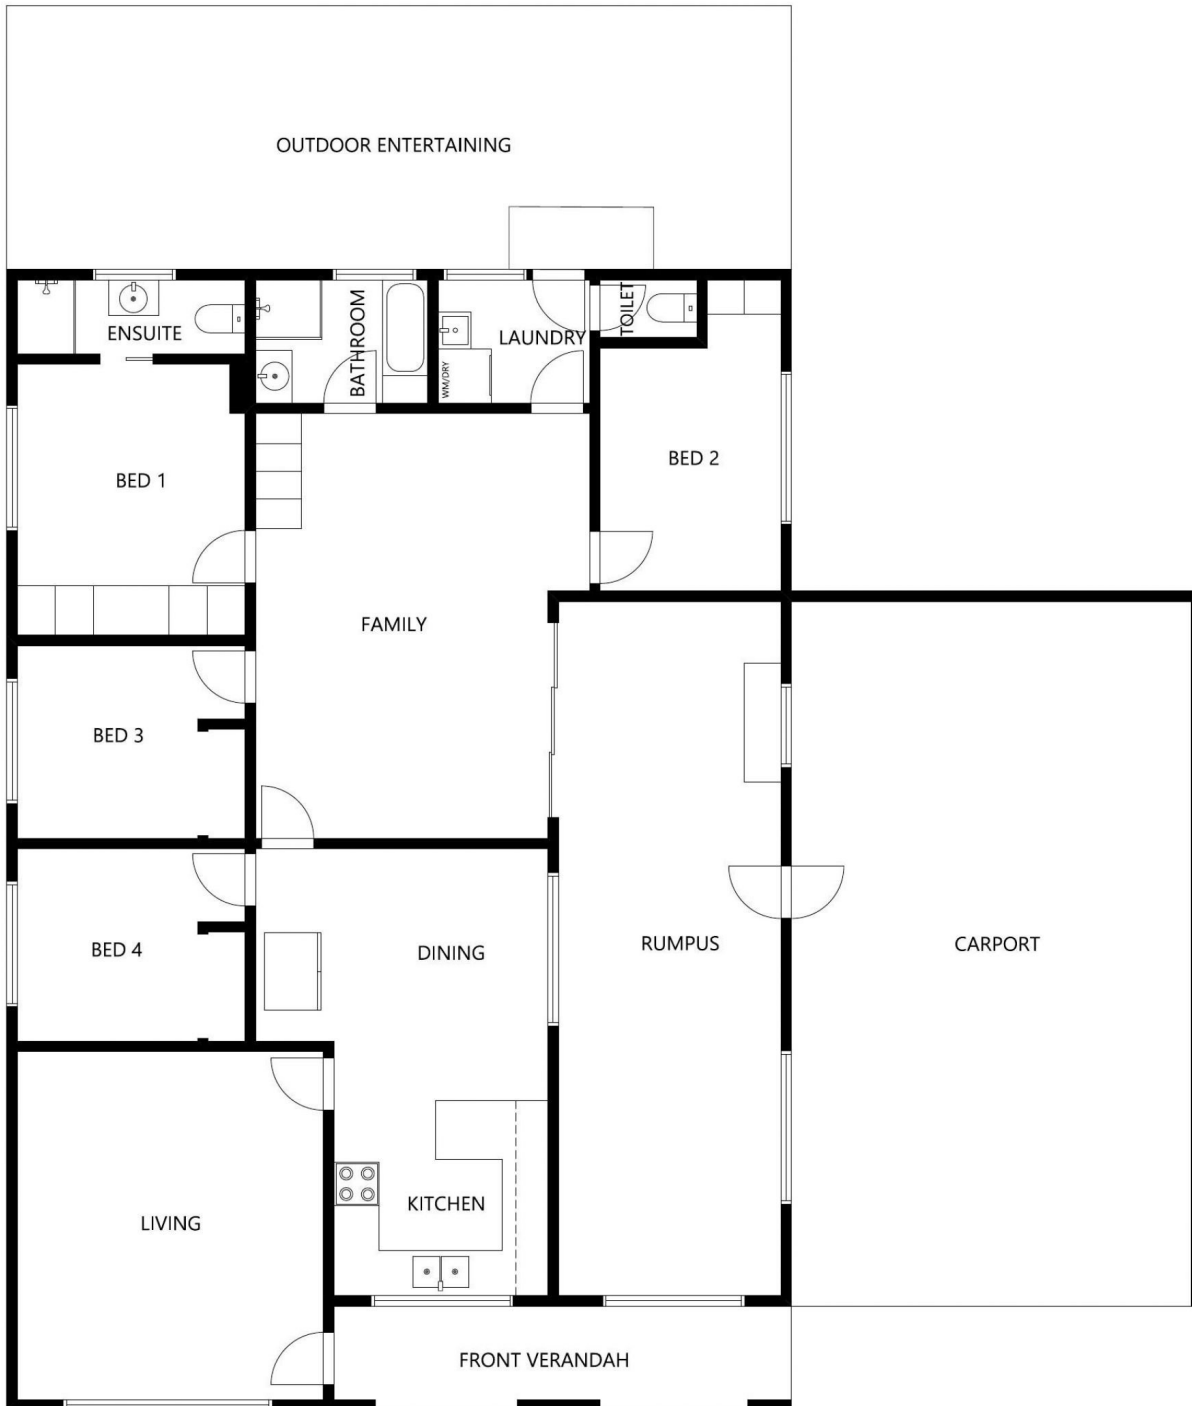 OUTDOOR ENTERTAINING
ENSUITE
BATHROOM
LAUNDRY
TOILET
WM/DRY
BED 1
BED 2
FAMILY
BED 3
BED 4
DINING
RUMPUS
CARPORT
KITCHEN
LIVING
FRONT VERANDAH